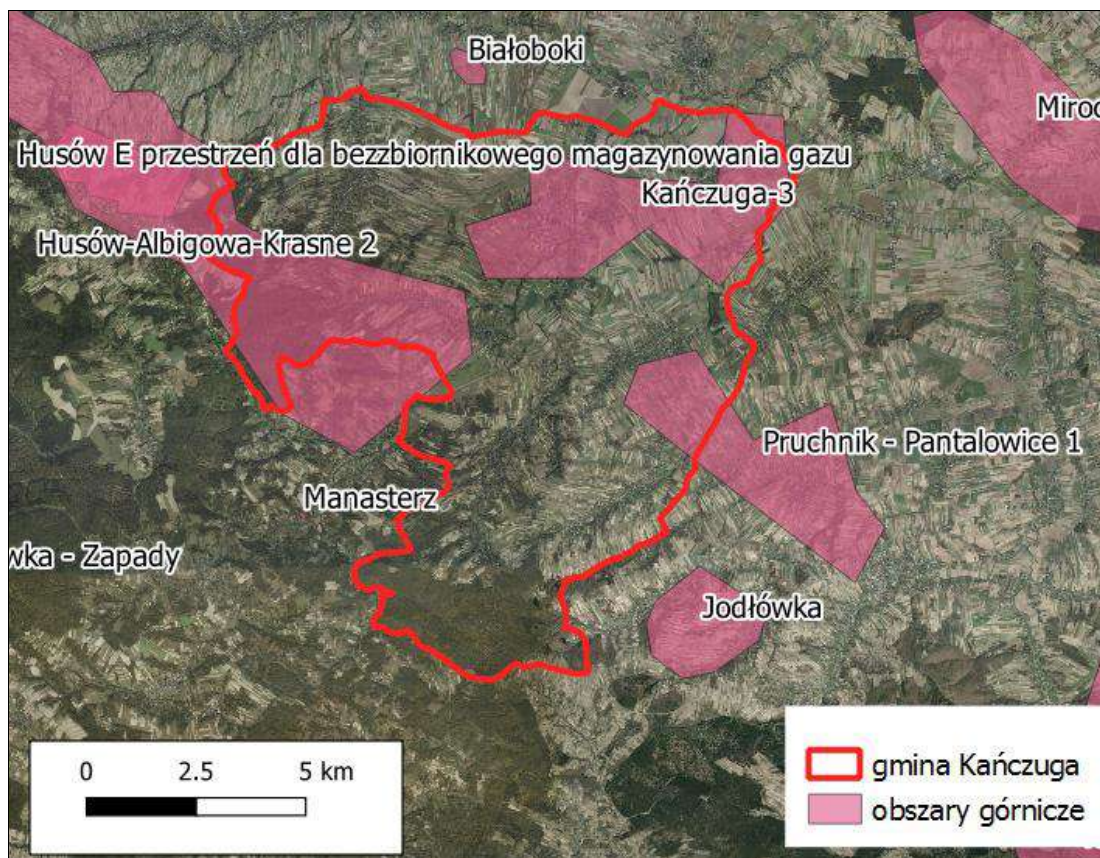 Białoboki
Miroc
Husów E przestrzeń dla bezzbiornikowego magazynowania gazu
Kańczuga-3
Husów-Albigowa-Krasne 2
Pruchnik - Pantalowice 1
Manasterz
wka - Zapady
Jodłówka
0 2.5 5 km
gmina Kańczuga
obszary górnicze